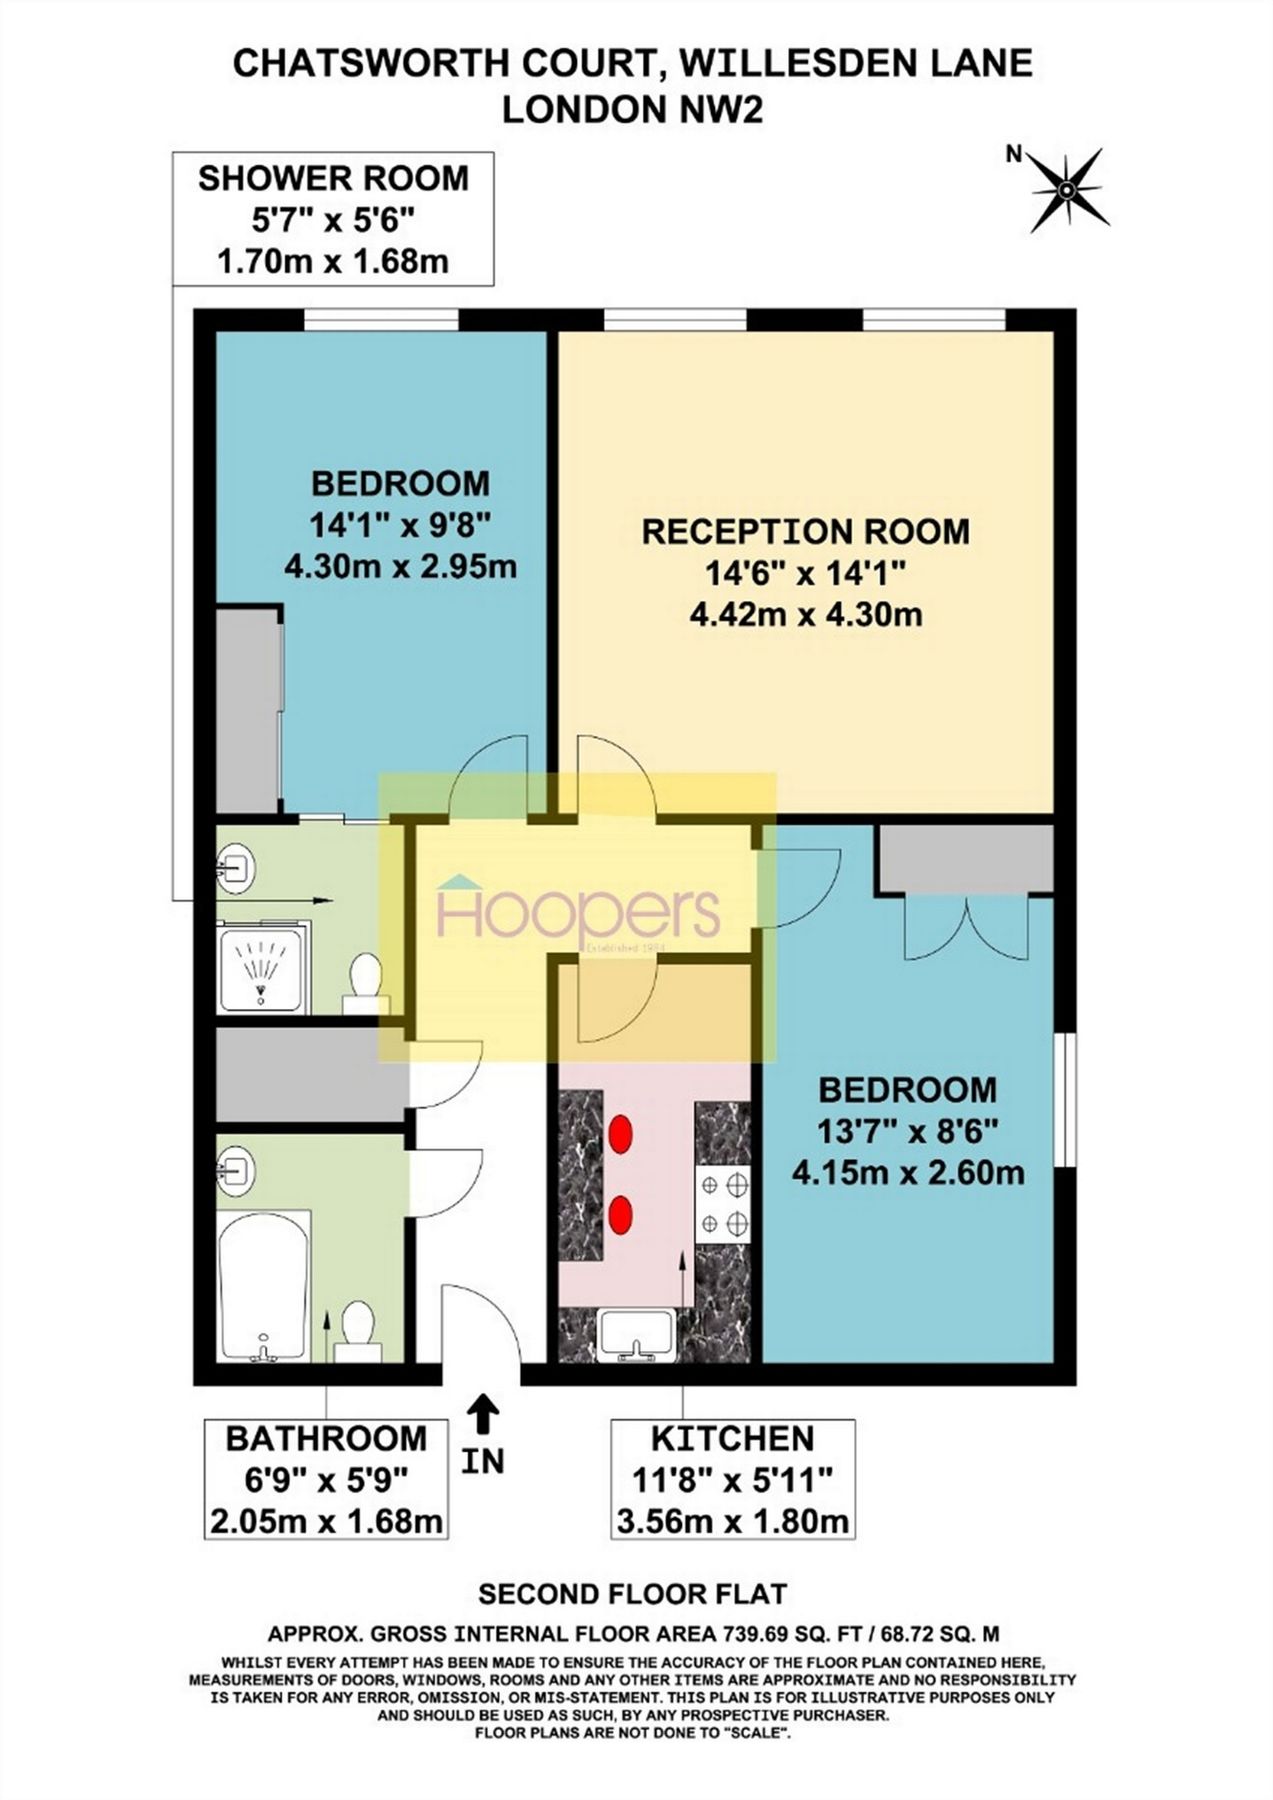 CHATSWORTH COURT, WILLESDEN LANE
LONDON NW2
N
SHOWER ROOM
5'7" x 5'6"
1.70m x 1.68m
BEDROOM
14'1" x 9'8"
4.30m x 2.95m
RECEPTION ROOM
14'6" x 14'1"
4.42m x 4.30m
Hoopers
Established 1984
BEDROOM
13'7" x 8'6"
4.15m x 2.60m
BATHROOM
6'9" x 5'9"
2.05m x 1.68m
IN
KITCHEN
11'8" x 5'11"
3.56m x 1.80m
SECOND FLOOR FLAT
APPROX. GROSS INTERNAL FLOOR AREA 739.69 SQ. FT / 68.72 SQ. M
WHILST EVERY ATTEMPT HAS BEEN MADE TO ENSURE THE ACCURACY OF THE FLOOR PLAN CONTAINED HERE,
MEASUREMENTS OF DOORS, WINDOWS, ROOMS AND ANY OTHER ITEMS ARE APPROXIMATE AND NO RESPONSIBILITY
IS TAKEN FOR ANY ERROR, OMISSION, OR MIS-STATEMENT. THIS PLAN IS FOR ILLUSTRATIVE PURPOSES ONLY
AND SHOULD BE USED AS SUCH, BY ANY PROSPECTIVE PURCHASER.
FLOOR PLANS ARE NOT DONE TO "SCALE".